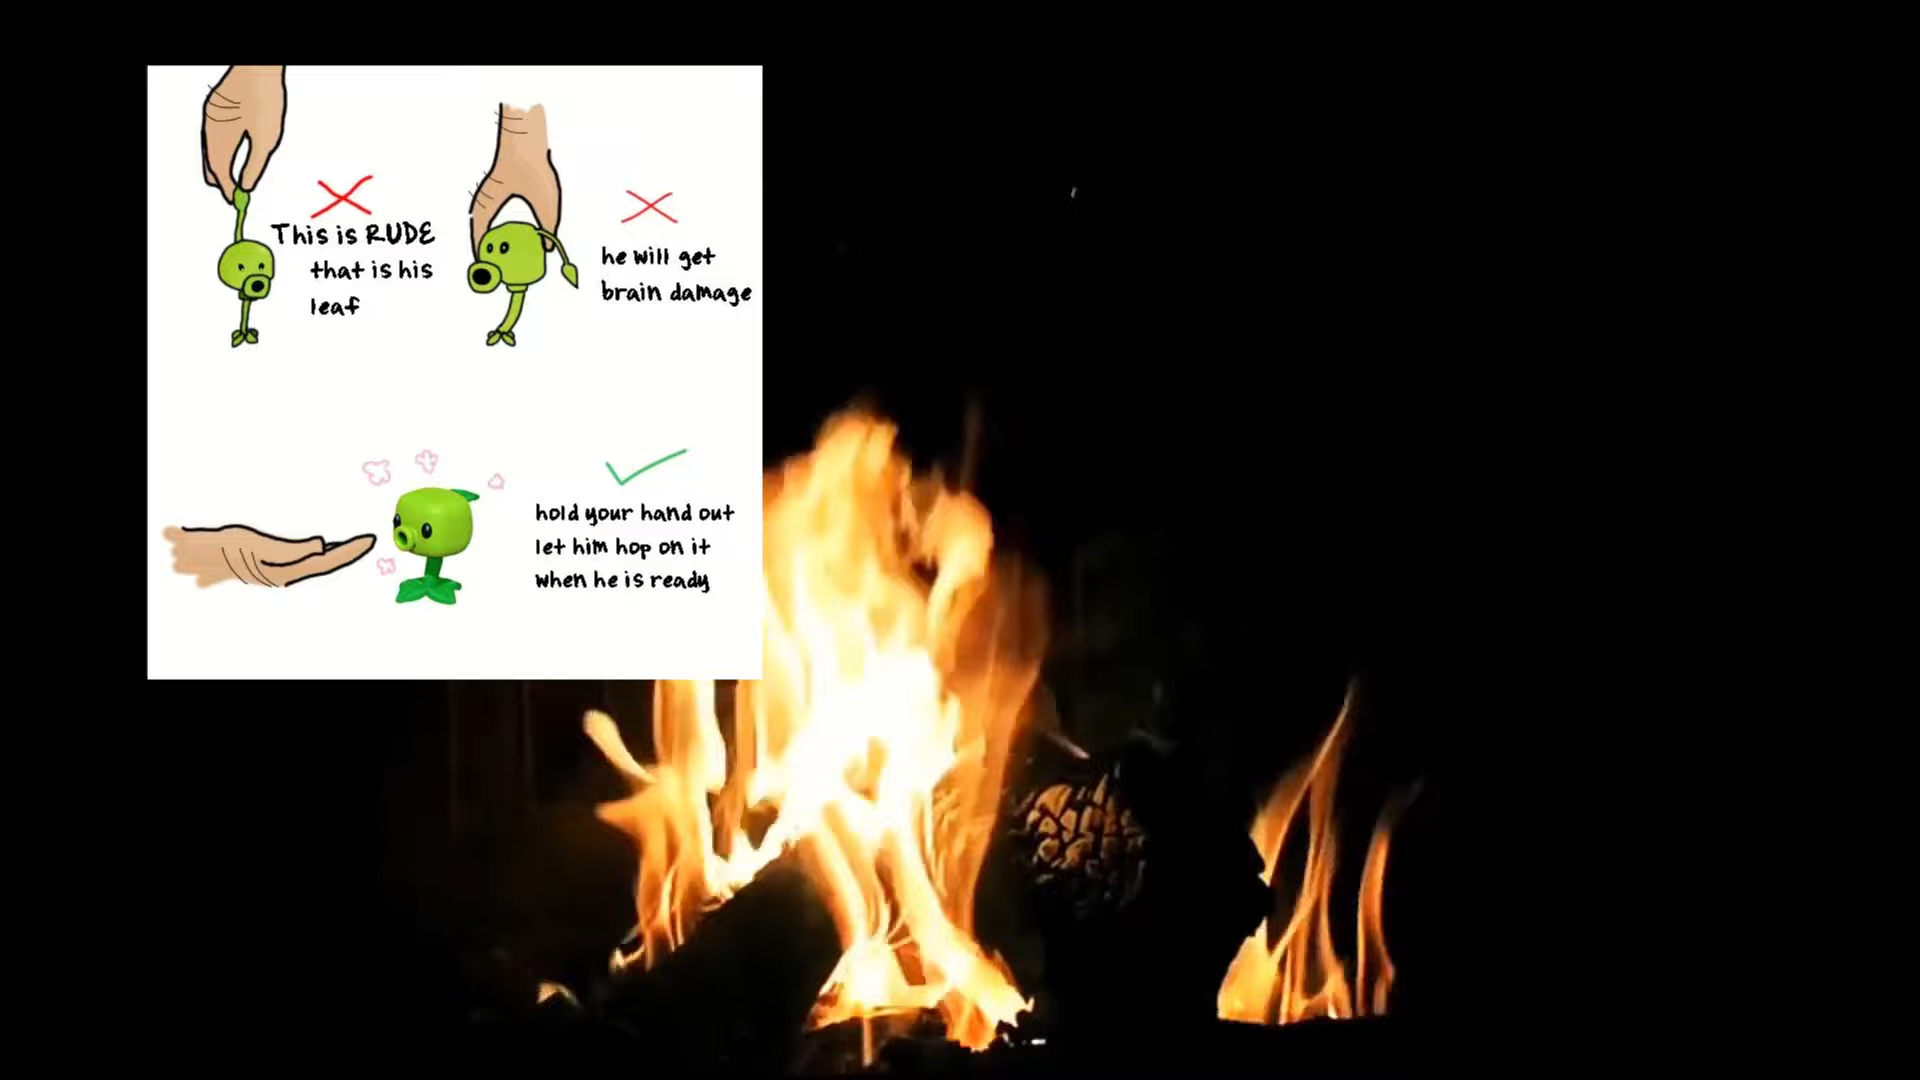 This is RUDE
that is his
leaf
he will get
brain damage
hold your hand out
let him hop on it
when he is ready